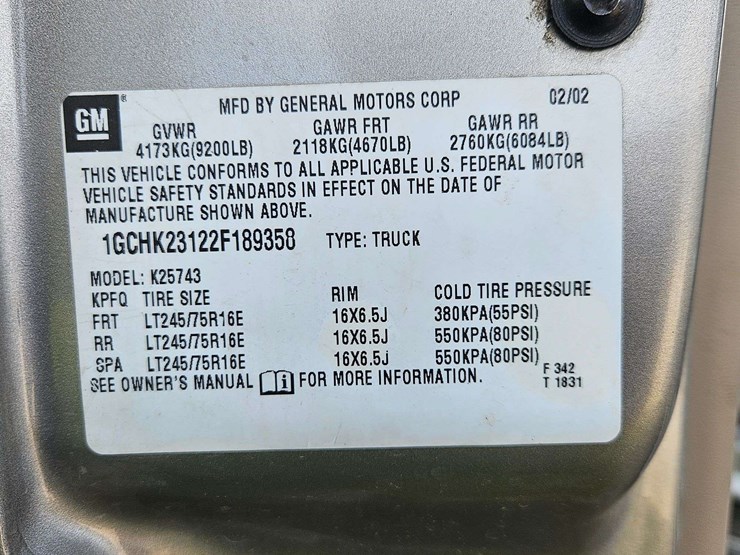 GM® MFD BY GENERAL MOTORS CORP 02/02
GVWR GAWR FRT GAWR RR
4173KG(9200LB) 2118KG(4670LB) 2760KG(6084LB)
THIS VEHICLE CONFORMS TO ALL APPLICABLE U.S. FEDERAL MOTOR
VEHICLE SAFETY STANDARDS IN EFFECT ON THE DATE OF
MANUFACTURE SHOWN ABOVE.
1GCHK23122F189358 TYPE: TRUCK
MODEL: K25743
KPFQ TIRE SIZE RIM COLD TIRE PRESSURE
FRT LT245/75R16E 16X6.5J 380KPA(55PSI)
RR LT245/75R16E 16X6.5J 550KPA(80PSI)
SPA LT245/75R16E 16X6.5J 550KPA(80PSI)
SEE OWNER'S MANUAL i FOR MORE INFORMATION. F 342
T 1831